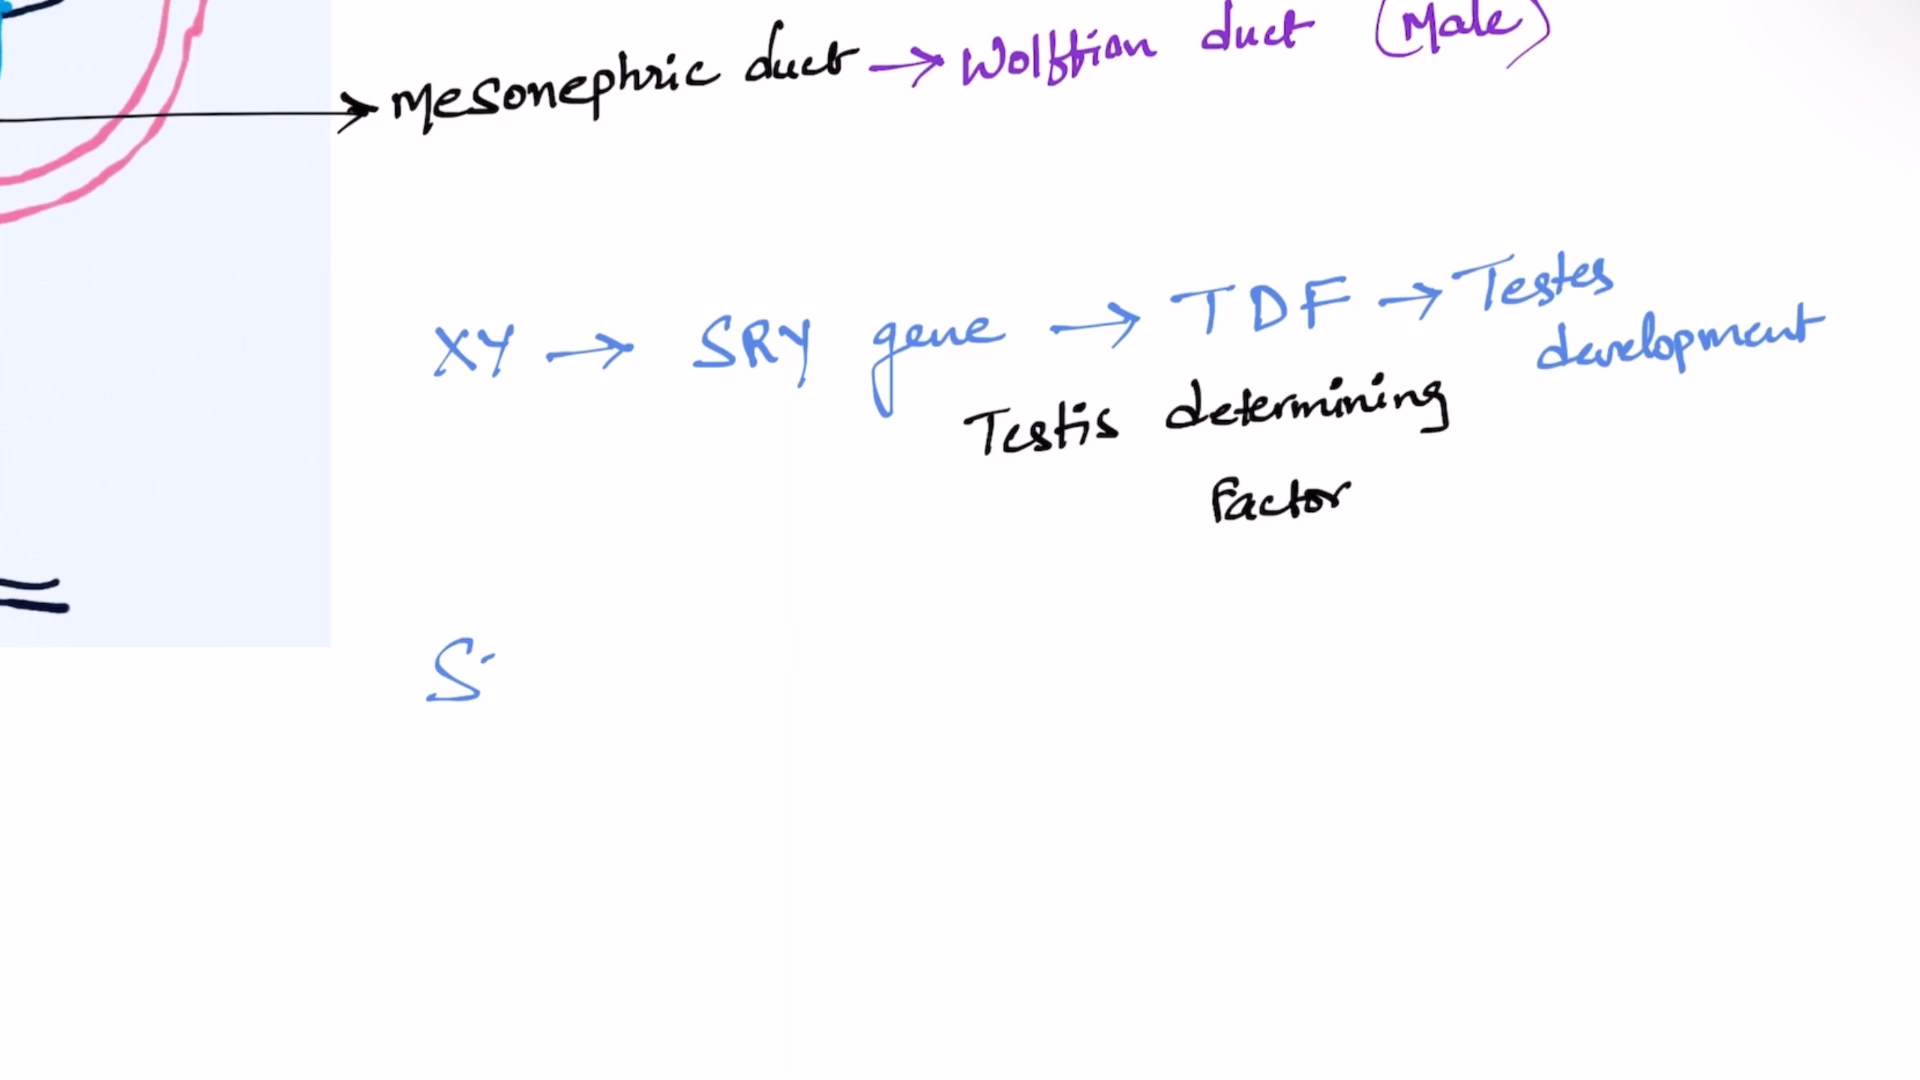 mesonephric duct → Wolffian duct (Male)
XY → SRY gene → TDF → Testes
development
Testis determining
Factor
S